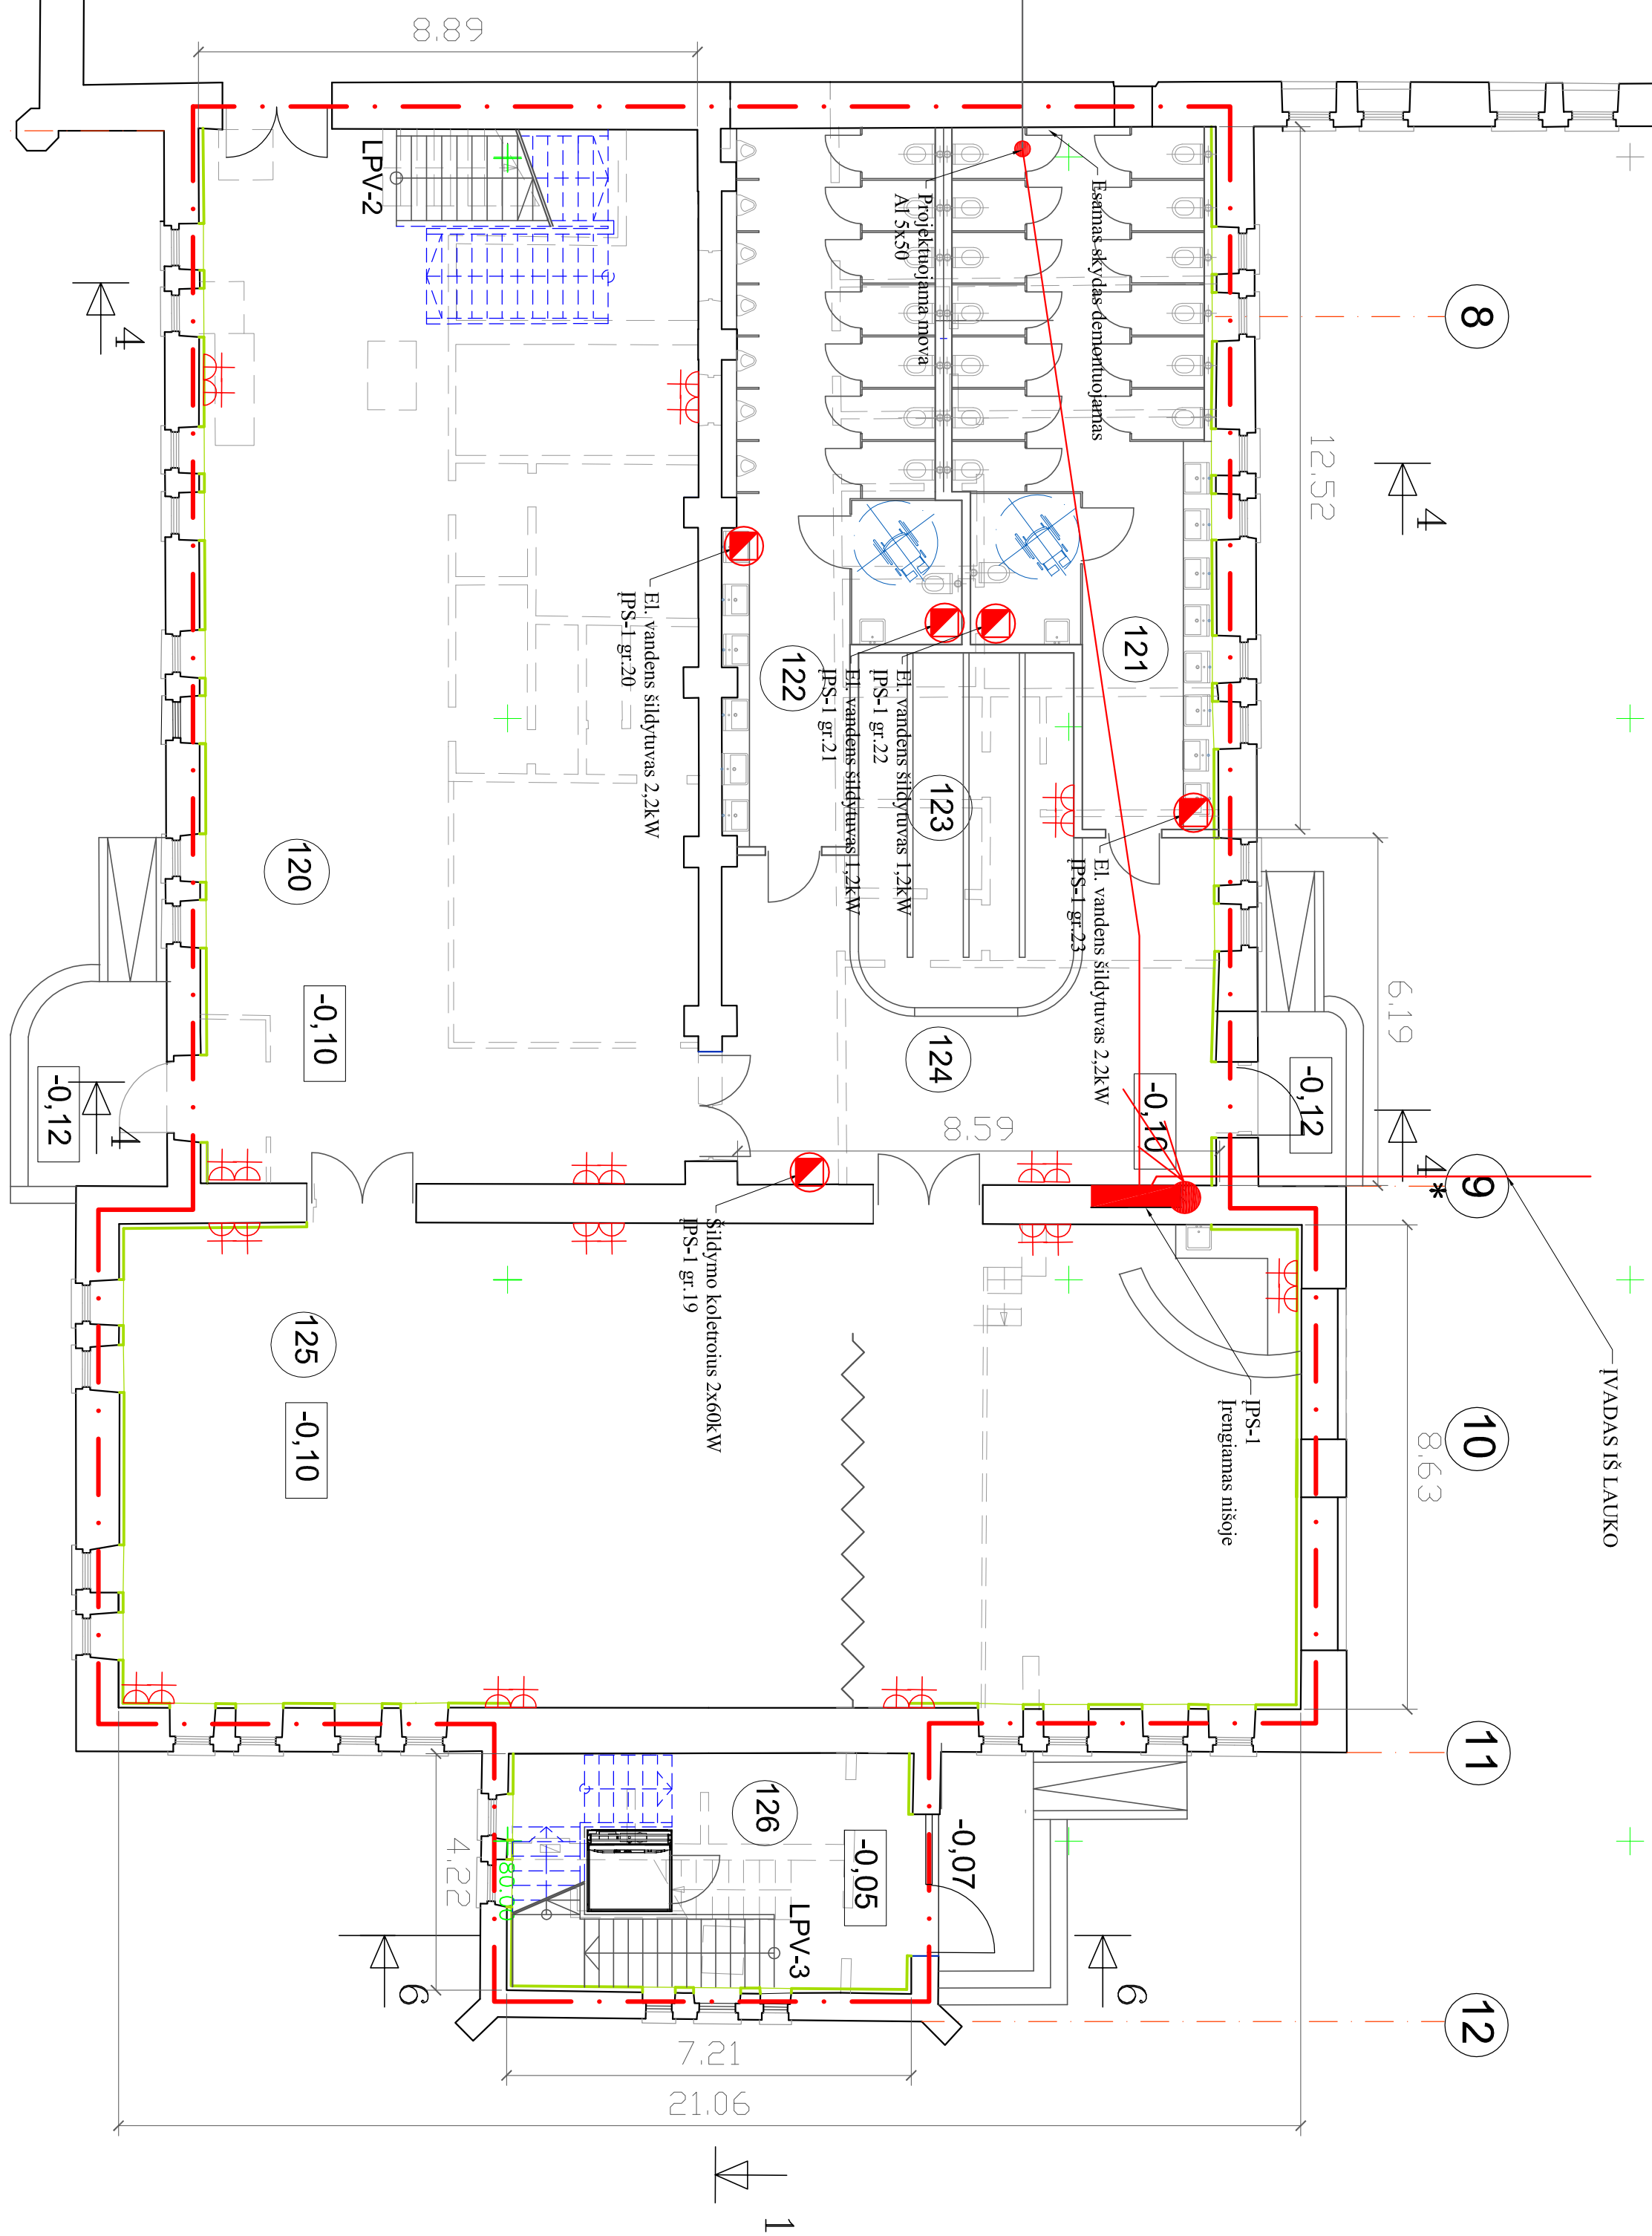 8.89
LPV-2
Esamas skydas demontuojamas
Projektuojama mova
Al 5x50
8
12.52
4
4
El. vandens šildytuvas 2,2kW
ĮPS-1 gr.20
122
121
El. vandens šildytuvas 1,2kW
ĮPS-1 gr.22
El. vandens šildytuvas 1,2kW
ĮPS-1 gr.21
123
El. vandens šildytuvas 2,2kW
ĮPS-1 gr.23
120
-0,10
124
6.19
-0,12
-0,10
-0,12
4
4*
8.59
9
Šildymo koletroius 2x60kW
ĮPS-1 gr.19
125
-0,10
ĮPS-1
Įrengiamas nišoje
ĮVADAS IŠ LAUKO
10
8.63
11
126
-0,05
-0,07
LPV-3
4.22
80.00
6
6
12
7.21
21.06
1